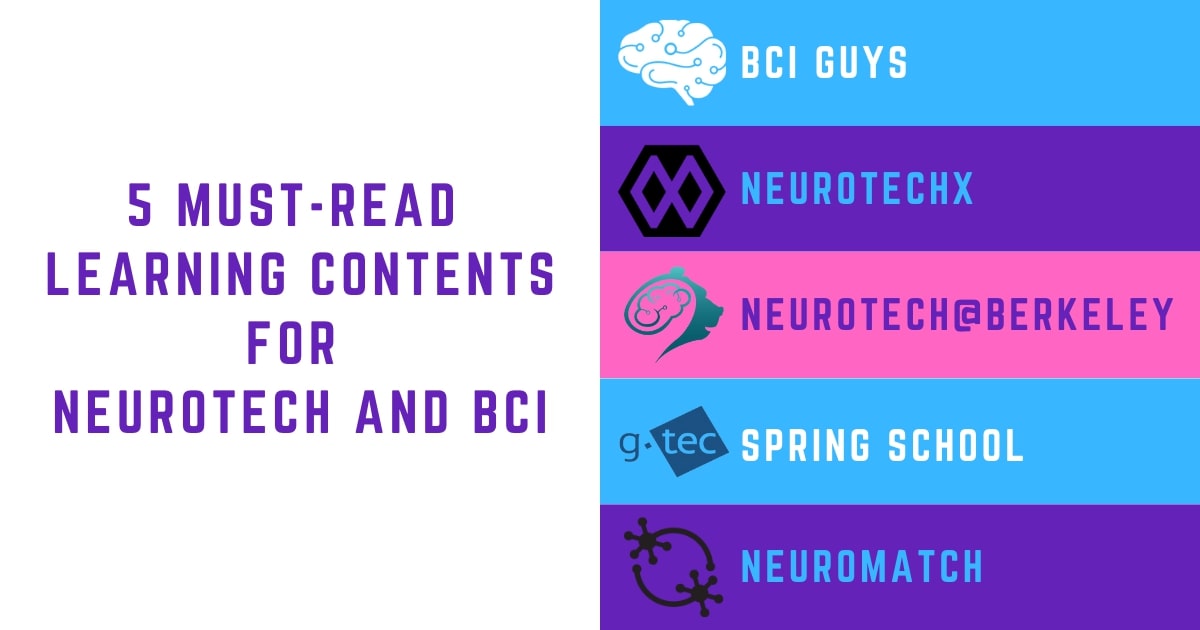 5 MUST-READ
LEARNING CONTENTS
FOR
NEUROTECH AND BCI
BCI GUYS
NEUROTECHX
NEUROTECH@BERKELEY
g.tec SPRING SCHOOL
NEUROMATCH